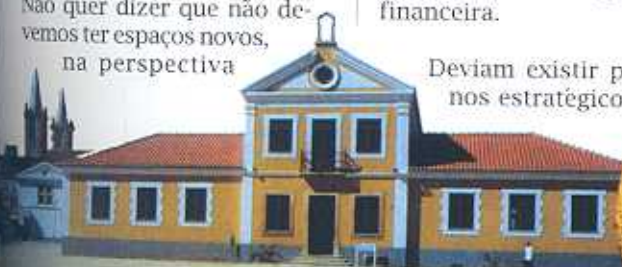 Não quer dizer que não de-
vemos ter espaços novos,
na perspectiva
financeira.
Deviam existir p
nos estratégico